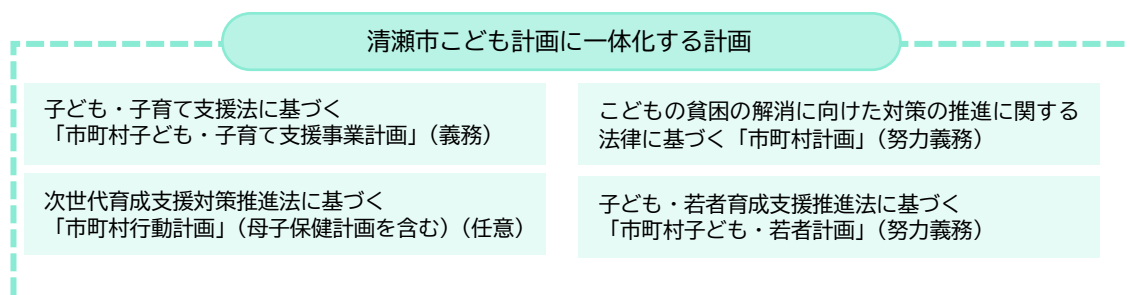 清瀬市こども計画に一体化する計画
子ども・子育て支援法に基づく
「市町村子ども・子育て支援事業計画」（義務）
次世代育成支援対策推進法に基づく
「市町村行動計画」（母子保健計画を含む）（任意）
こどもの貧困の解消に向けた対策の推進に関する
法律に基づく「市町村計画」（努力義務）
子ども・若者育成支援推進法に基づく
「市町村子ども・若者計画」（努力義務）